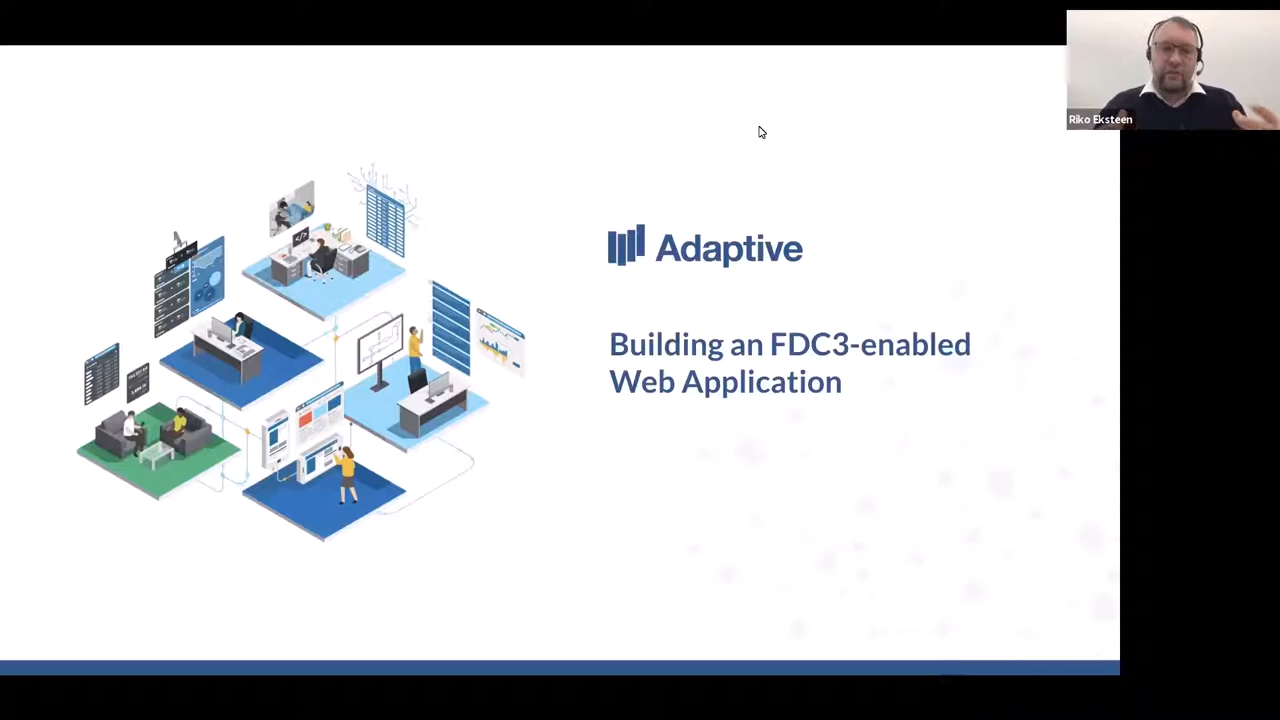 Riko Eksteen
Adaptive
Building an FDC3-enabled
Web Application